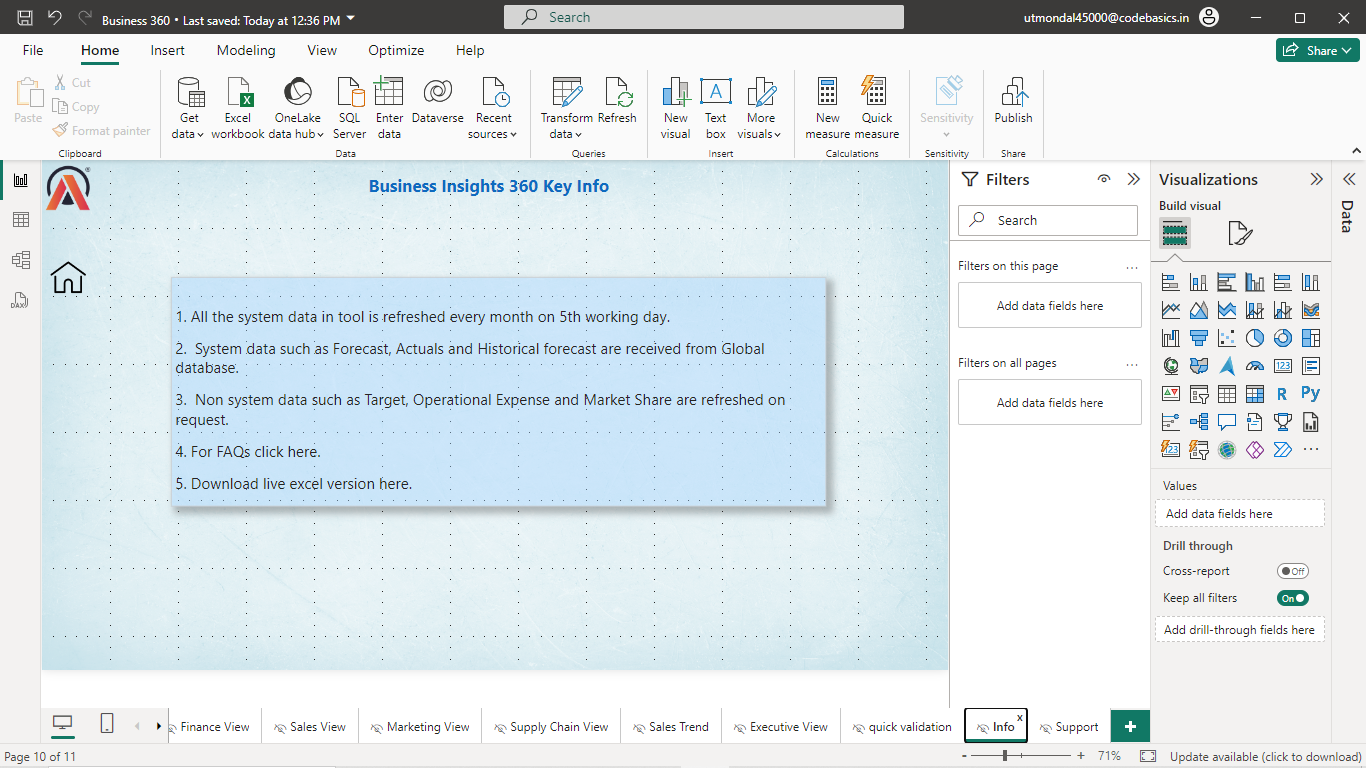 Business 360 • Last saved: Today at 12:36 PM
Search
utmondal45000@codebasics.in
File
Home
Insert
Modeling
View
Optimize
Help
Share
Paste
Cut
Copy
Format painter
Clipboard
Get data
Excel workbook
OneLake data hub
SQL Server
Enter data
Dataverse
Recent sources
Data
Transform data
Refresh
Queries
New visual
Text box
More visuals
Insert
New measure
Quick measure
Calculations
Sensitivity
Sensitivity
Publish
Share
DAX
Business Insights 360 Key Info
1. All the system data in tool is refreshed every month on 5th working day.
2. System data such as Forecast, Actuals and Historical forecast are received from Global
database.
3. Non system data such as Target, Operational Expense and Market Share are refreshed on
request.
4. For FAQs click here.
5. Download live excel version here.
Filters
Search
Filters on this page
...
Add data fields here
Filters on all pages
...
Add data fields here
Visualizations
Build visual
123
R
Py
123
...
Values
Add data fields here
Drill through
Cross-report
Off
Keep all filters
On
Add drill-through fields here
Data
Finance View
Sales View
Marketing View
Supply Chain View
Sales Trend
Executive View
quick validation
Info
x
Support
+
Page 10 of 11
-
+
71%
Update available (click to download)